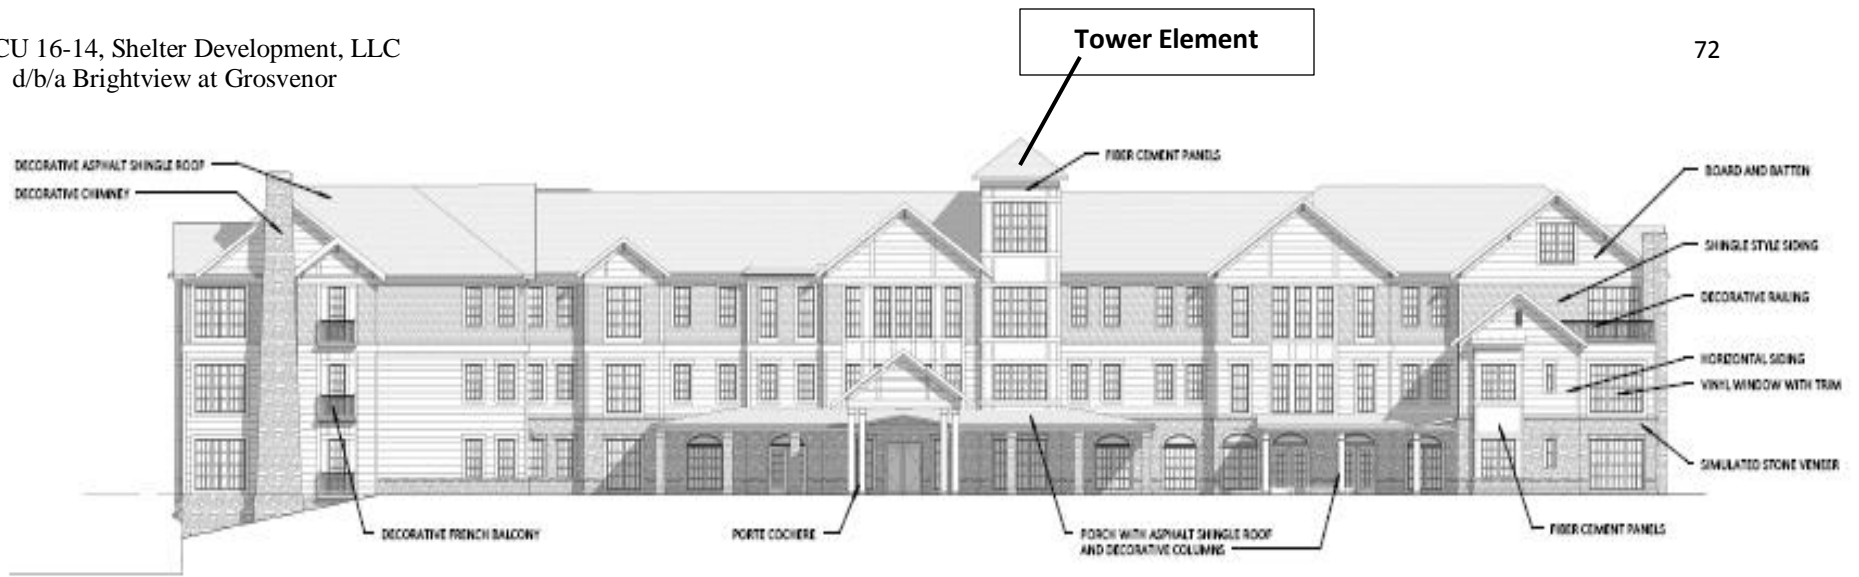 CU 16-14, Shelter Development, LLC
d/b/a Brightview at Grosvenor
Tower Element
72
DECORATIVE ASPHALT SHINGLE ROOF
DECORATIVE CHIMNEY
FIBER CEMENT PANELS
BOARD AND BATTEN
SHINGLE STYLE SIDING
DECORATIVE RAILING
HORIZONTAL SIDING
VINYL WINDOW WITH TRIM
SIMULATED STONE VENEER
DECORATIVE FRENCH BALCONY
PORTE COCHERE
PORCH WITH ASPHALT SHINGLE ROOF
AND DECORATIVE COLUMNS
FIBER CEMENT PANELS